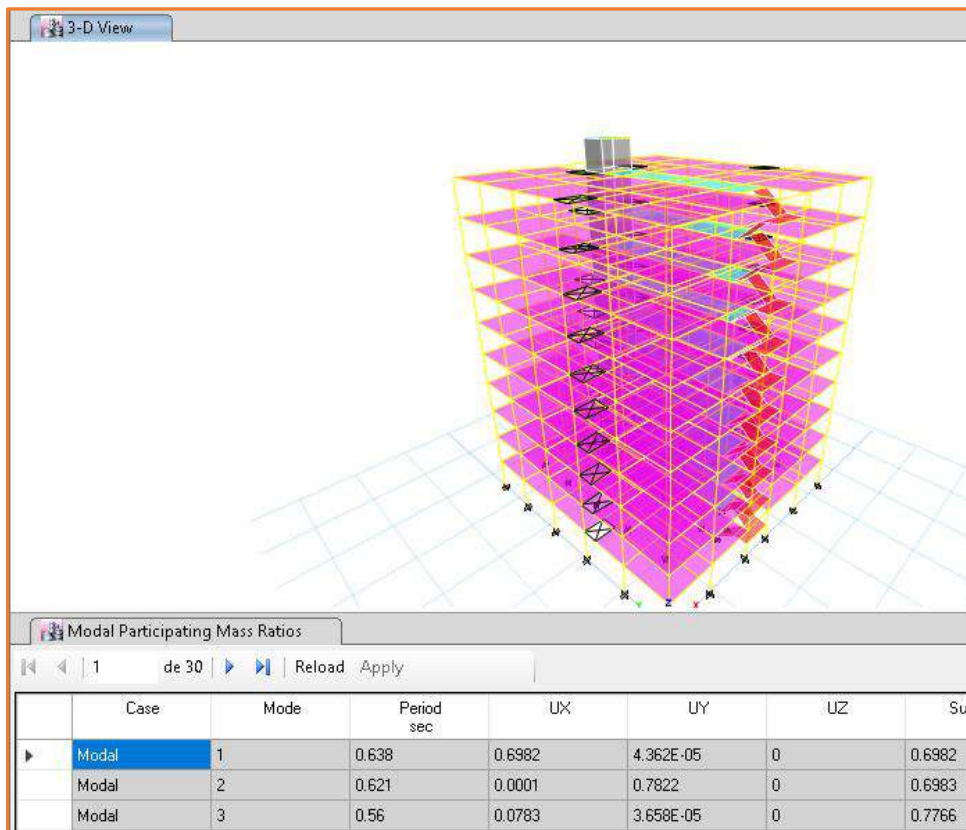 3-D View
Y Z X
Modal Participating Mass Ratios
1 de 30 Reload Apply
Case Mode Period sec UX UY UZ Su
Modal 1 0.638 0.6982 4.362E-05 0 0.6982
Modal 2 0.621 0.0001 0.7822 0 0.6983
Modal 3 0.56 0.0783 3.658E-05 0 0.7766